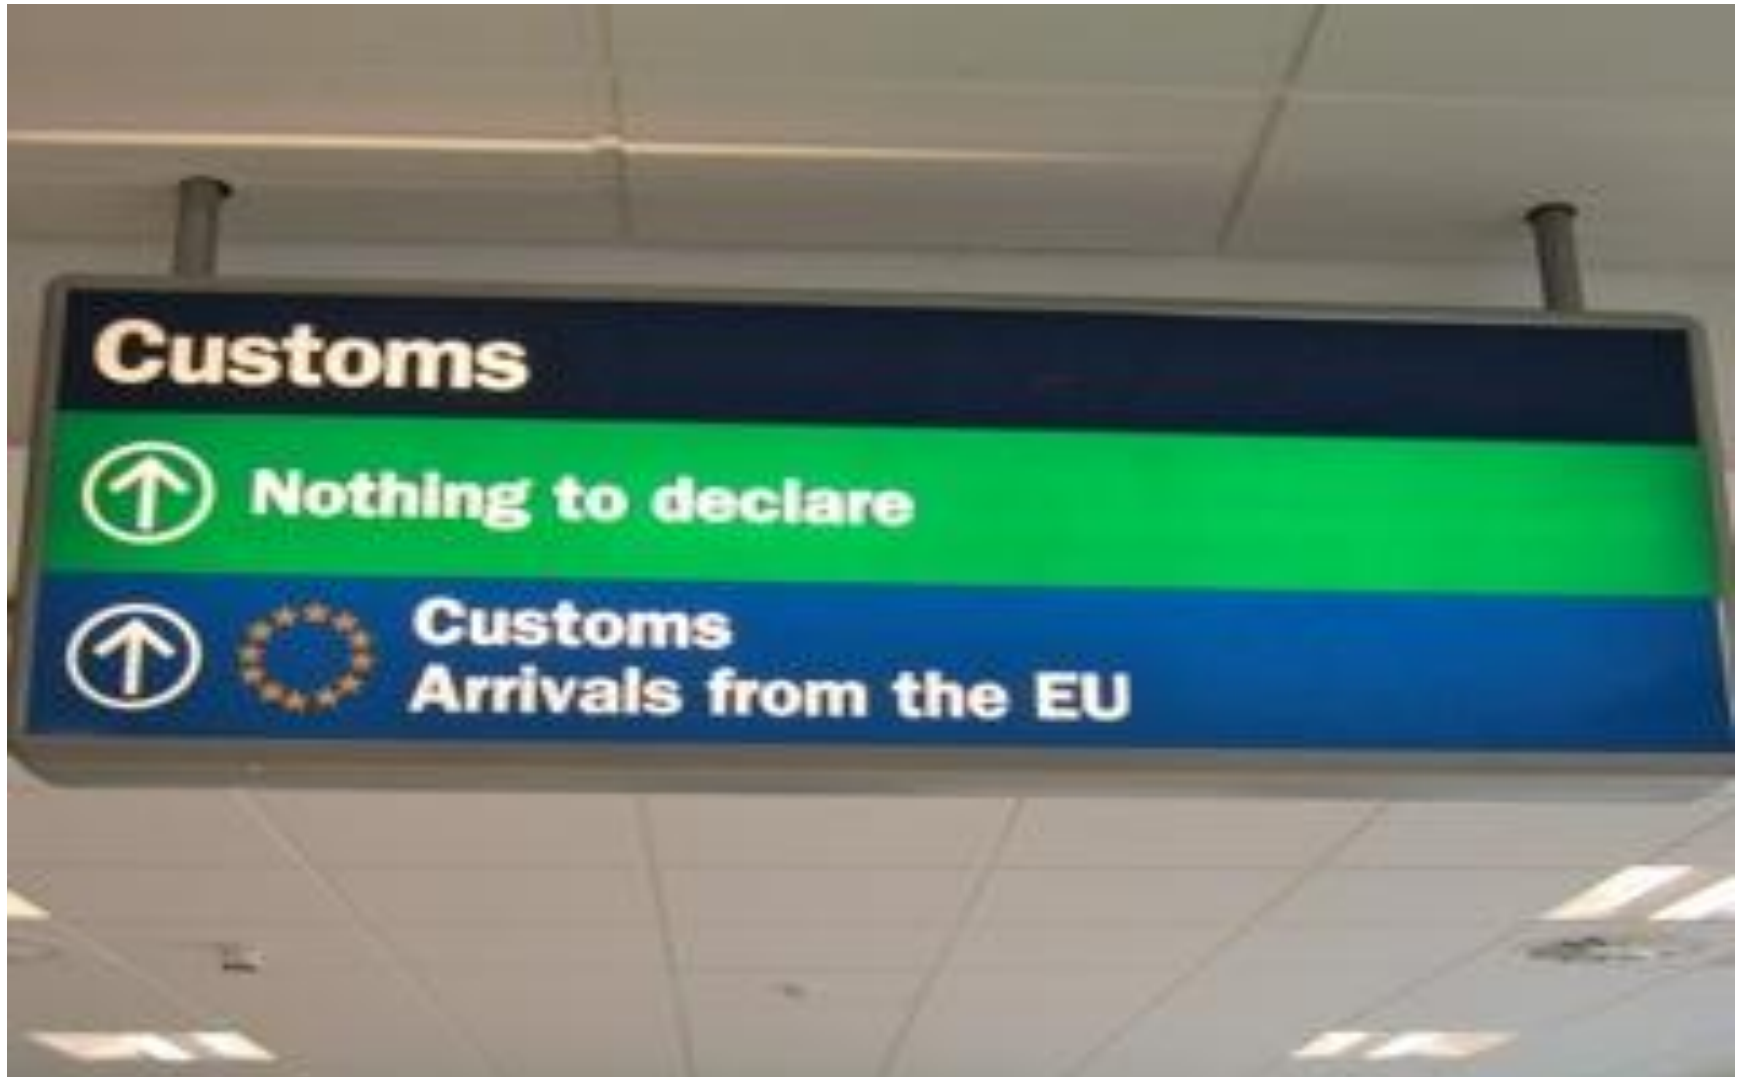 Customs
Nothing to declare
Customs
Arrivals from the EU